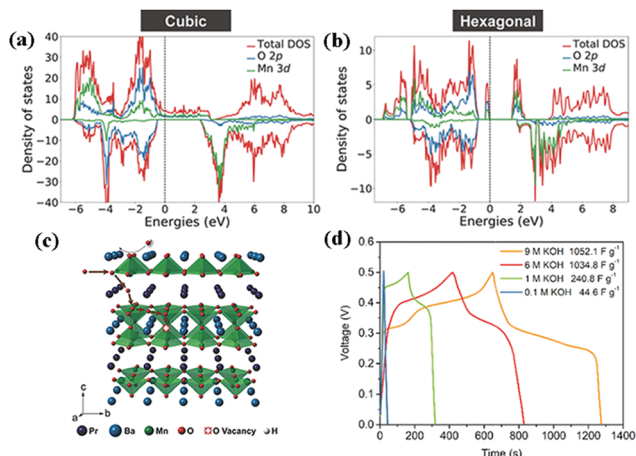 Cubic
Hexagonal
(a)
(b)
Total DOS
O 2p
Mn 3d
Total DOS
O 2p
Mn 3d
Density of states
40
30
20
10
0
-10
-20
-30
-40
-6 -4 -2 0 2 4 6 8 10
Energies (eV)
Density of states
10
5
0
-5
-10
-6 -4 -2 0 2 4 6 8
Energies (eV)
(c)
(d)
c
a
b
Pr Ba Mn O O Vacancy H
9 M KOH 1052.1 F g⁻¹
6 M KOH 1034.8 F g⁻¹
1 M KOH 240.8 F g⁻¹
0.1 M KOH 44.6 F g⁻¹
Voltage (V)
0.5
0.4
0.3
0.2
0.1
0.0
0 200 400 600 800 1000 1200 1400
Time (s)